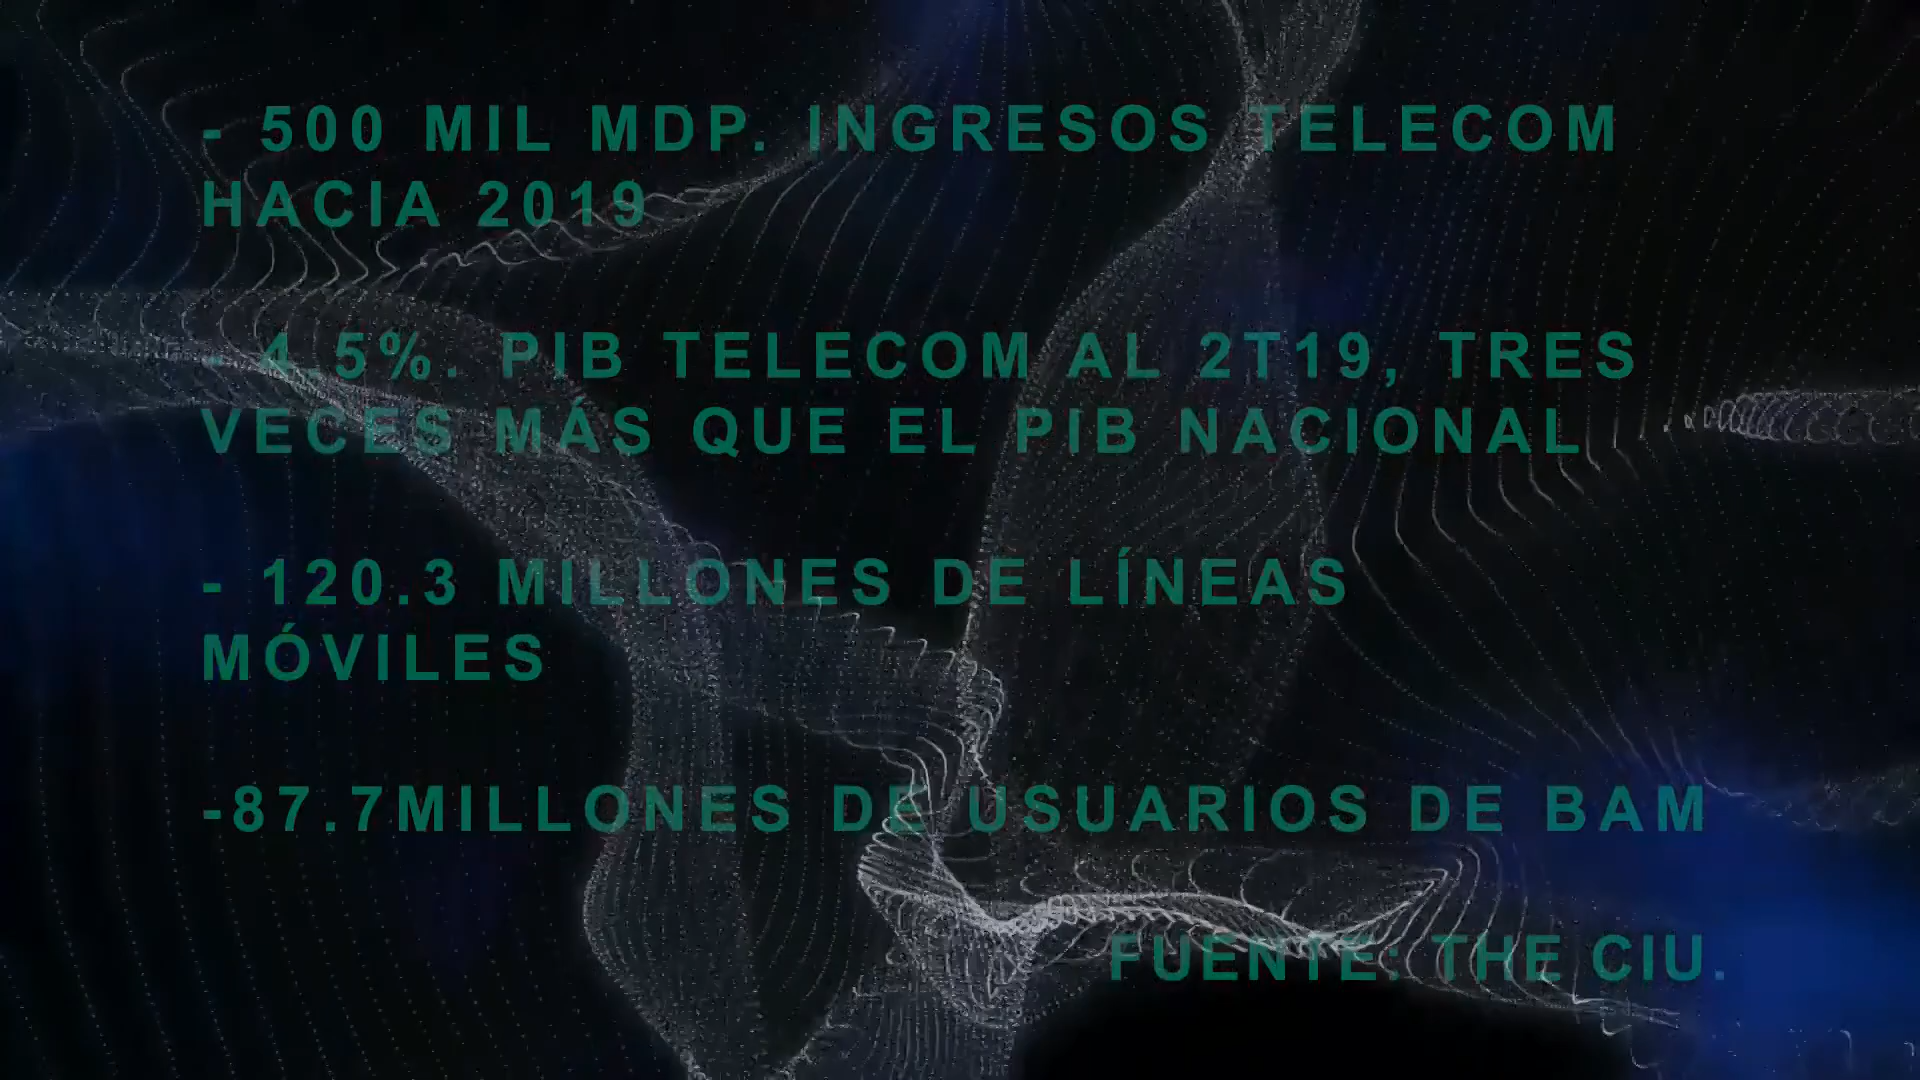 - 500 MIL MDP. INGRESOS TELECOM
HACIA 2019
- 4.5%. PIB TELECOM AL 2T19, TRES
VECES MÁS QUE EL PIB NACIONAL
- 120.3 MILLONES DE LÍNEAS
MÓVILES
-87.7MILLONES DE USUARIOS DE BAM
FUENTE: THE CIU.